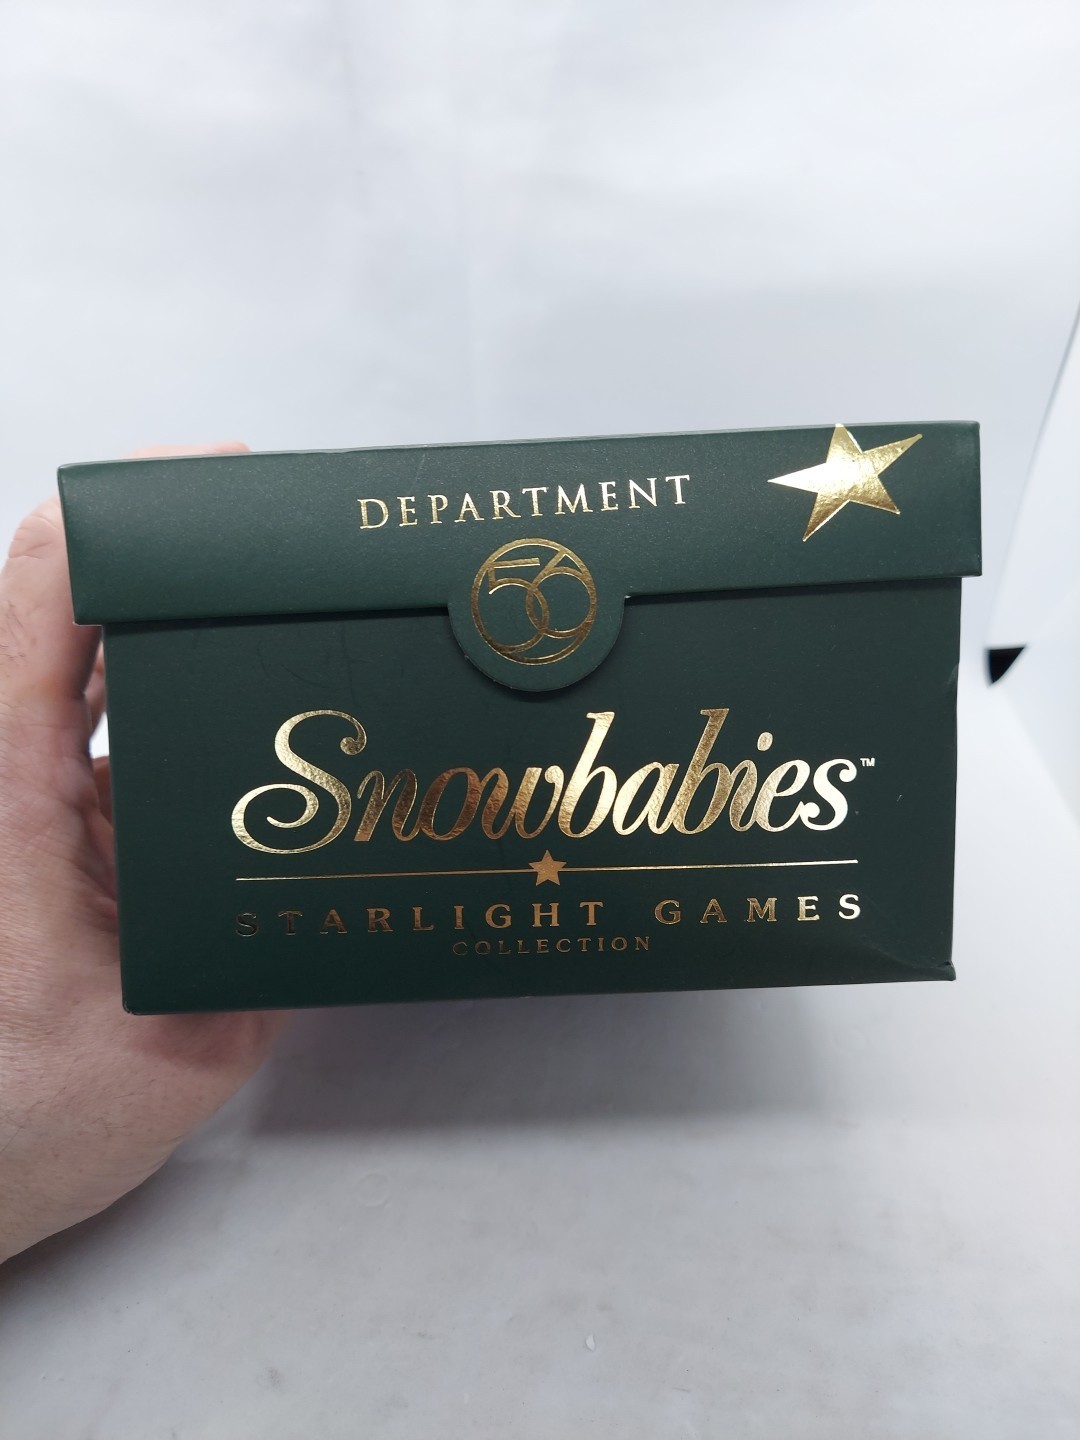 DEPARTMENT
56
Snowbabies™
STARLIGHT GAMES
COLLECTION